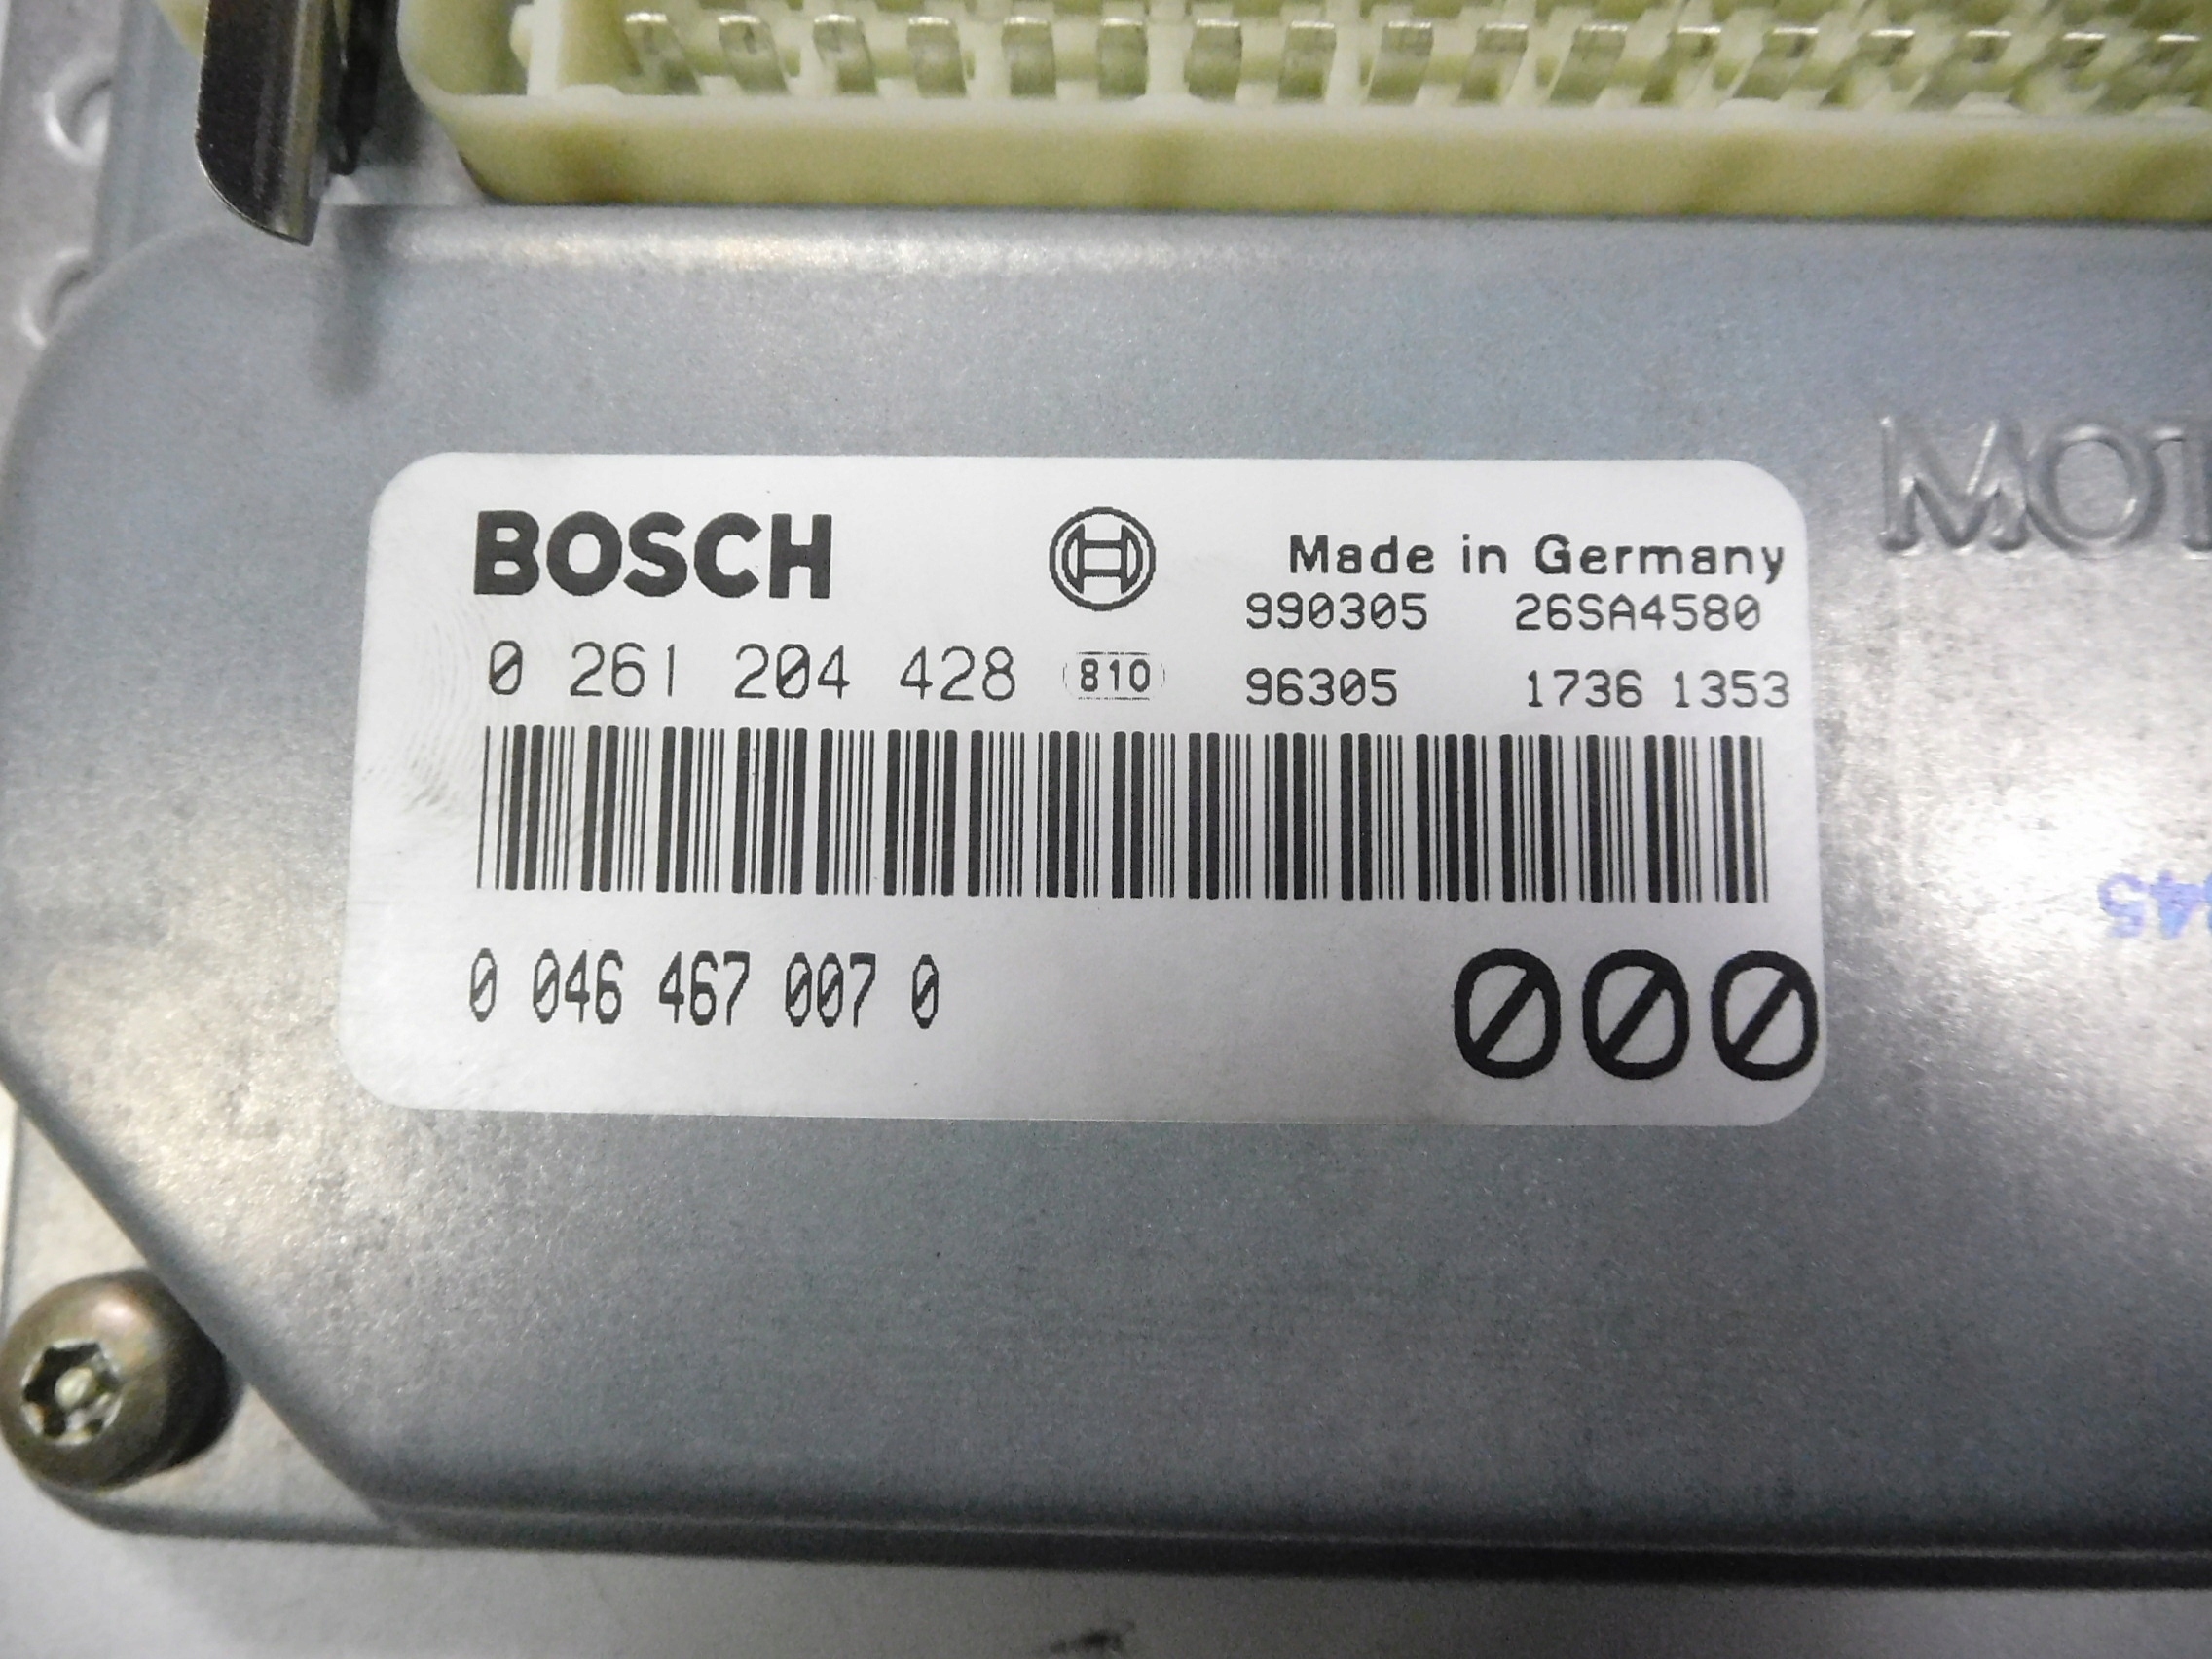 BOSCH
Made in Germany
990305 26SA4580
0 261 204 428 810
96305 1736 1353
0 046 467 007 0
000
MOT